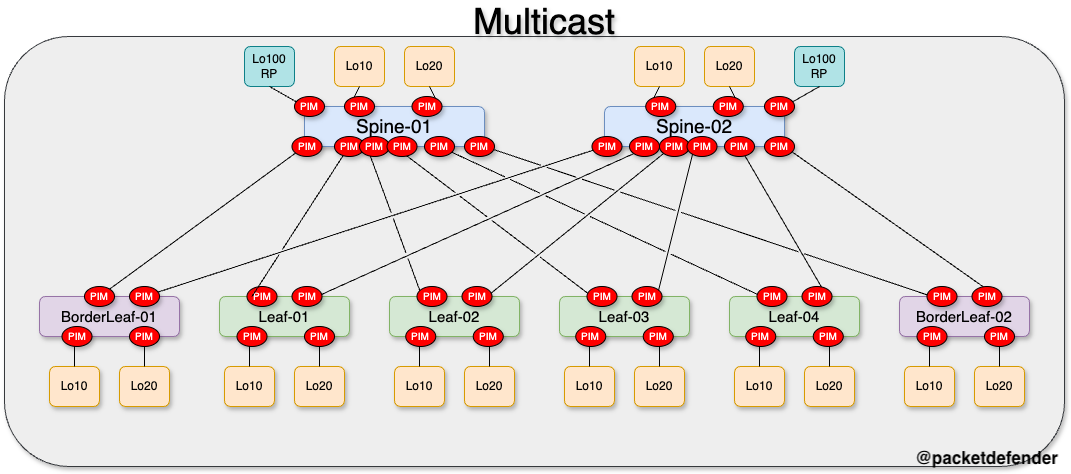 Multicast
Lo100
RP
Lo10
Lo20
Lo10
Lo20
Lo100
RP
PIM PIM PIM PIM PIM PIM
Spine-01 Spine-02
PIM PIM PIM PIM PIM PIM PIM PIM PIM PIM PIM PIM
PIM PIM PIM PIM PIM PIM PIM PIM PIM PIM PIM PIM
BorderLeaf-01 Leaf-01 Leaf-02 Leaf-03 Leaf-04 BorderLeaf-02
PIM PIM PIM PIM PIM PIM PIM PIM PIM PIM PIM PIM
Lo10 Lo20 Lo10 Lo20 Lo10 Lo20 Lo10 Lo20 Lo10 Lo20 Lo10 Lo20
@packetdefender